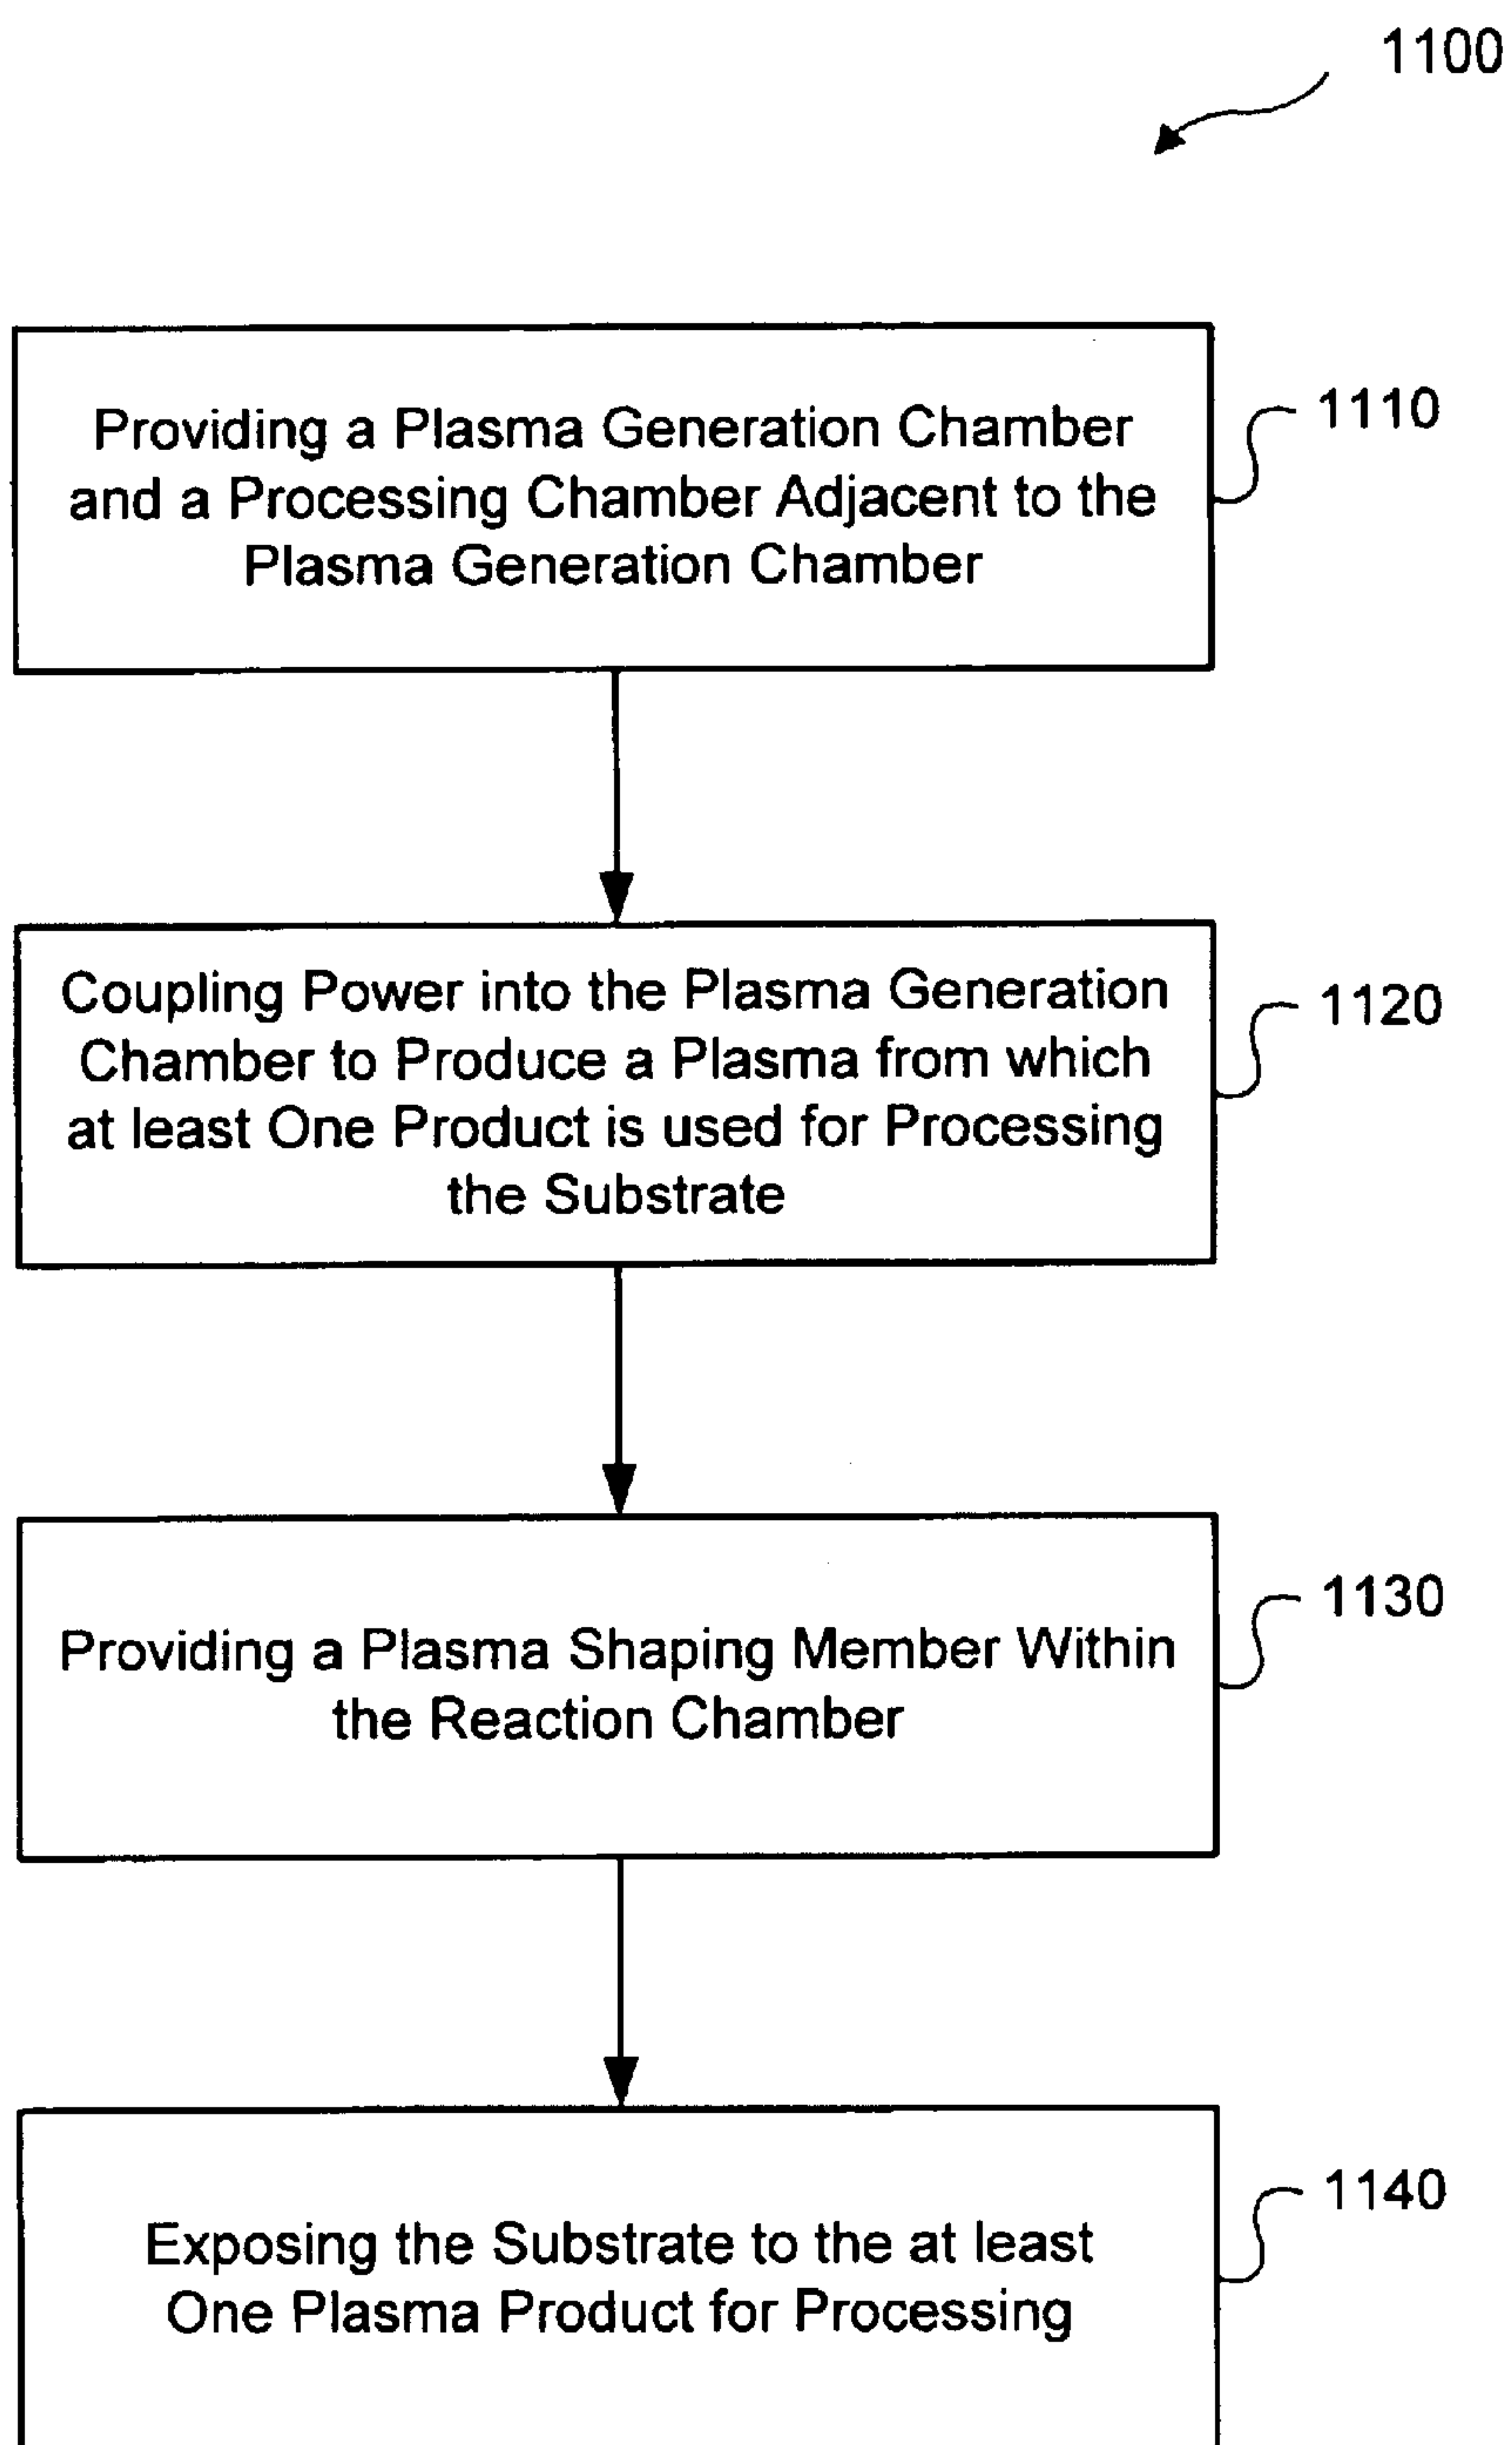 1100
Providing a Plasma Generation Chamber
and a Processing Chamber Adjacent to the
Plasma Generation Chamber
1110
Coupling Power into the Plasma Generation
Chamber to Produce a Plasma from which
at least One Product is used for Processing
the Substrate
1120
Providing a Plasma Shaping Member Within
the Reaction Chamber
1130
Exposing the Substrate to the at least
One Plasma Product for Processing
1140